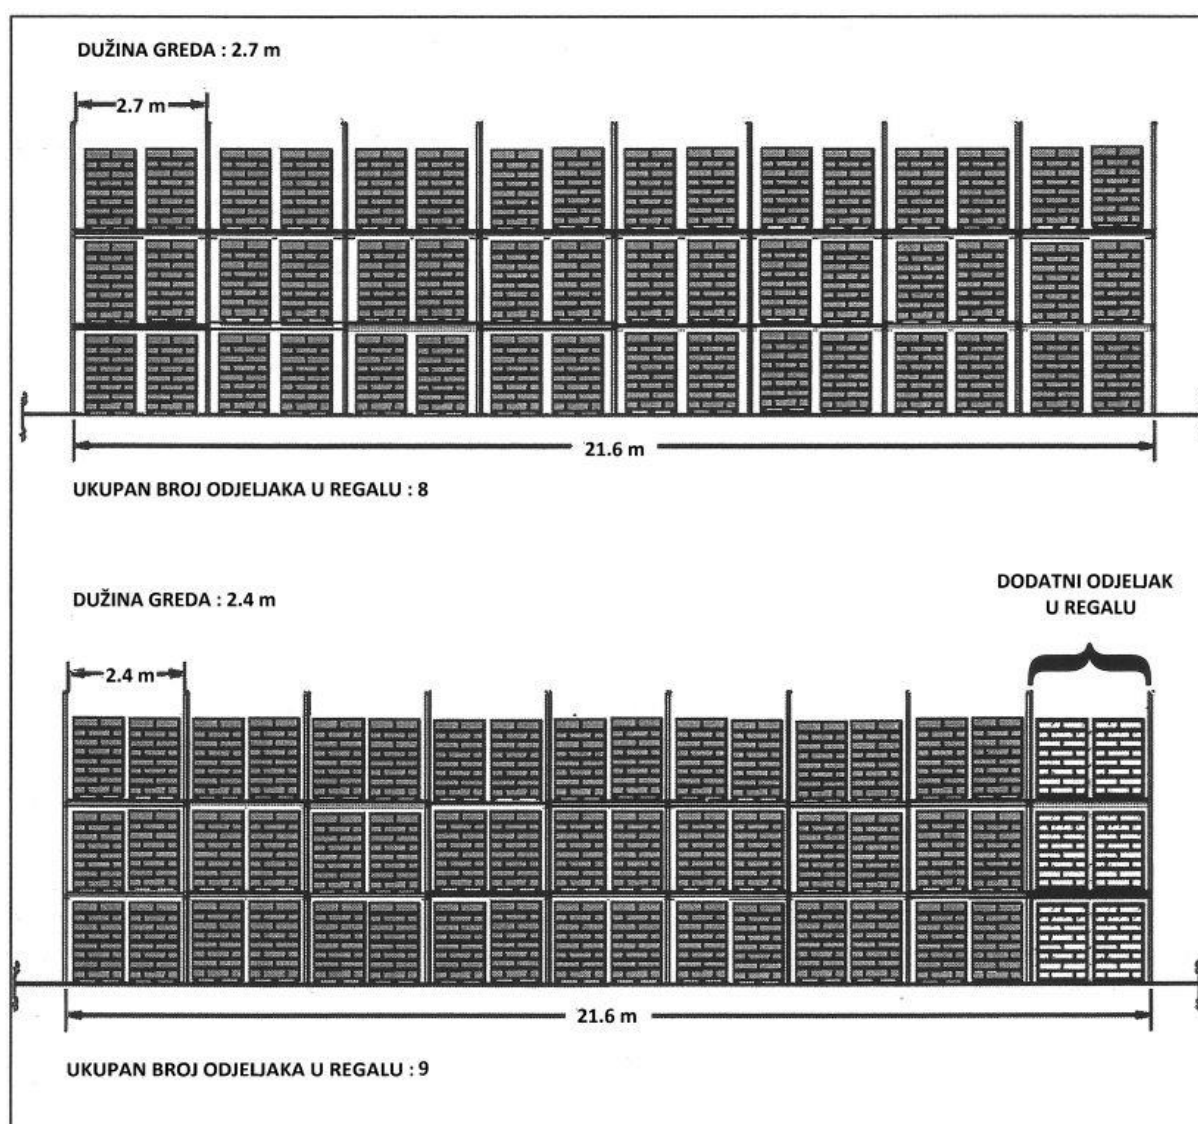 DUŽINA GREDA : 2.7 m
2.7 m
21.6 m
UKUPAN BROJ ODJELJAKA U REGALU : 8
DODATNI ODJELJAK
U REGALU
DUŽINA GREDA : 2.4 m
2.4 m
21.6 m
UKUPAN BROJ ODJELJAKA U REGALU : 9